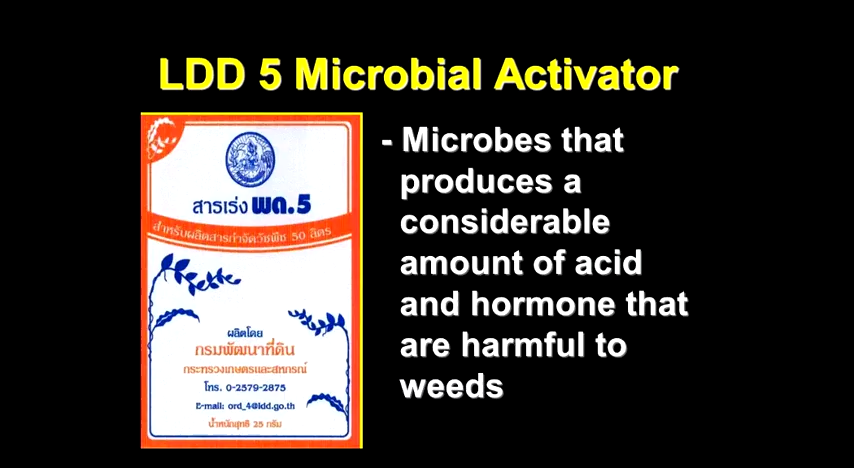 LDD 5 Microbial Activator
สารเร่ง พด.5
สำหรับผลิตสารกำจัดวัชพืช 50 ลิตร
ผลิตโดย
กรมพัฒนาที่ดิน
กระทรวงเกษตรและสหกรณ์
โทร. 0-2579-2875
E-mail: ord_4@ldd.go.th
น้ำหนักสุทธิ 25 กรัม
- Microbes that
produces a
considerable
amount of acid
and hormone that
are harmful to
weeds